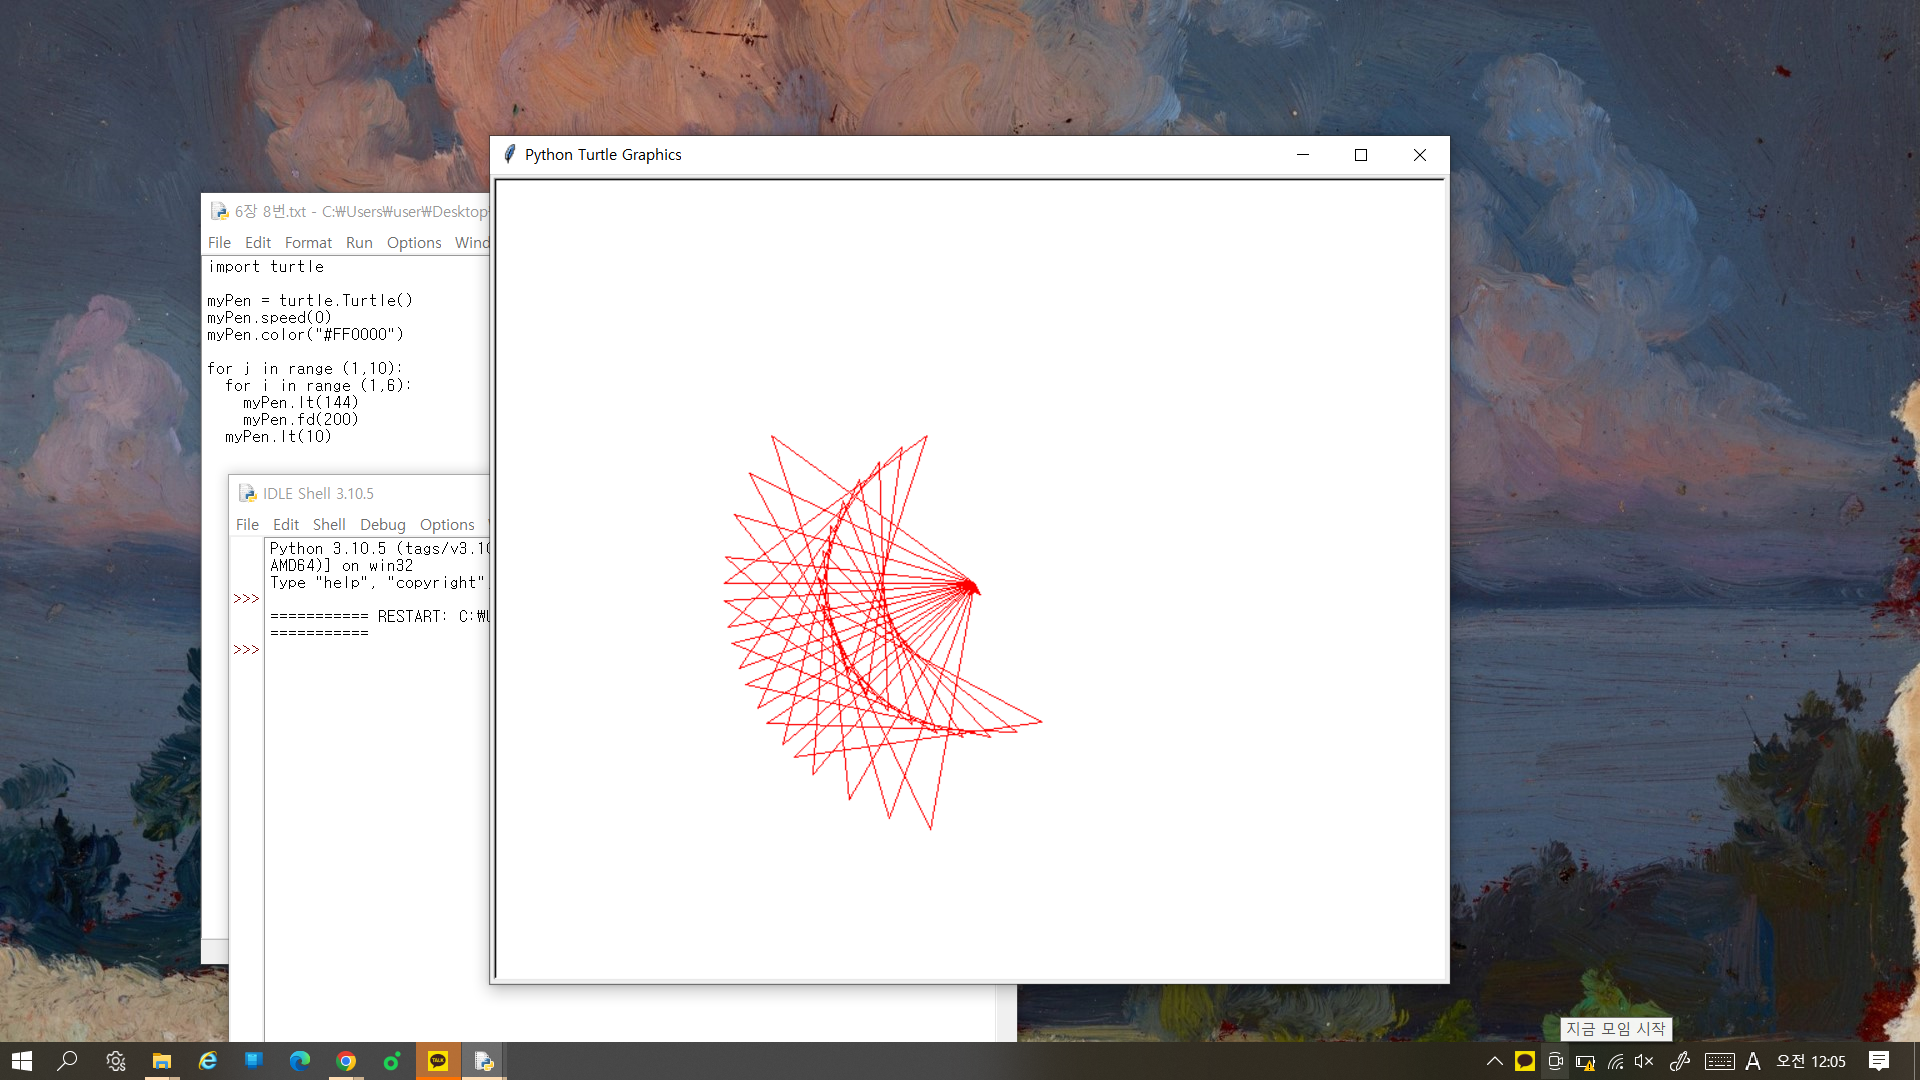 Python Turtle Graphics
6장 8번.txt - C:₩Users₩user₩Desktop
File Edit Format Run Options Wind
import turtle
myPen = turtle.Turtle()
myPen.speed(0)
myPen.color("#FF0000")
for j in range (1,10):
for i in range (1,6):
myPen.lt(144)
myPen.fd(200)
myPen.lt(10)
IDLE Shell 3.10.5
File Edit Shell Debug Options
Python 3.10.5 (tags/v3.10
AMD64)] on win32
Type "help", "copyright",
>>>
=========== RESTART: C:₩U
===========
>>>
지금 모임 시작
TALK
A 오전 12:05